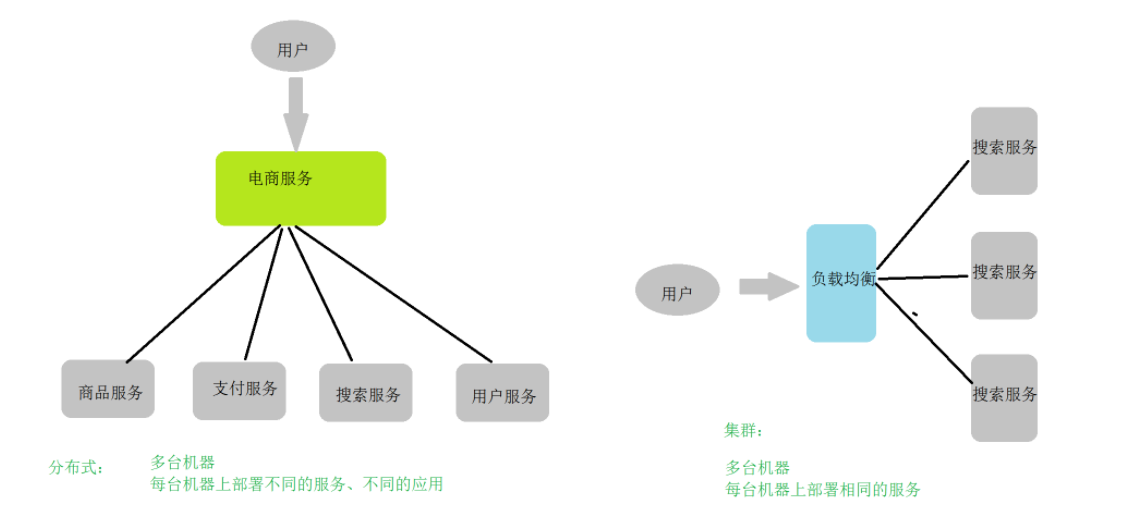 用户
电商服务
商品服务
支付服务
搜索服务
用户服务
分布式:
多台机器
每台机器上部署不同的服务、不同的应用
用户
负载均衡
搜索服务
搜索服务
搜索服务
集群:
多台机器
每台机器上部署相同的服务